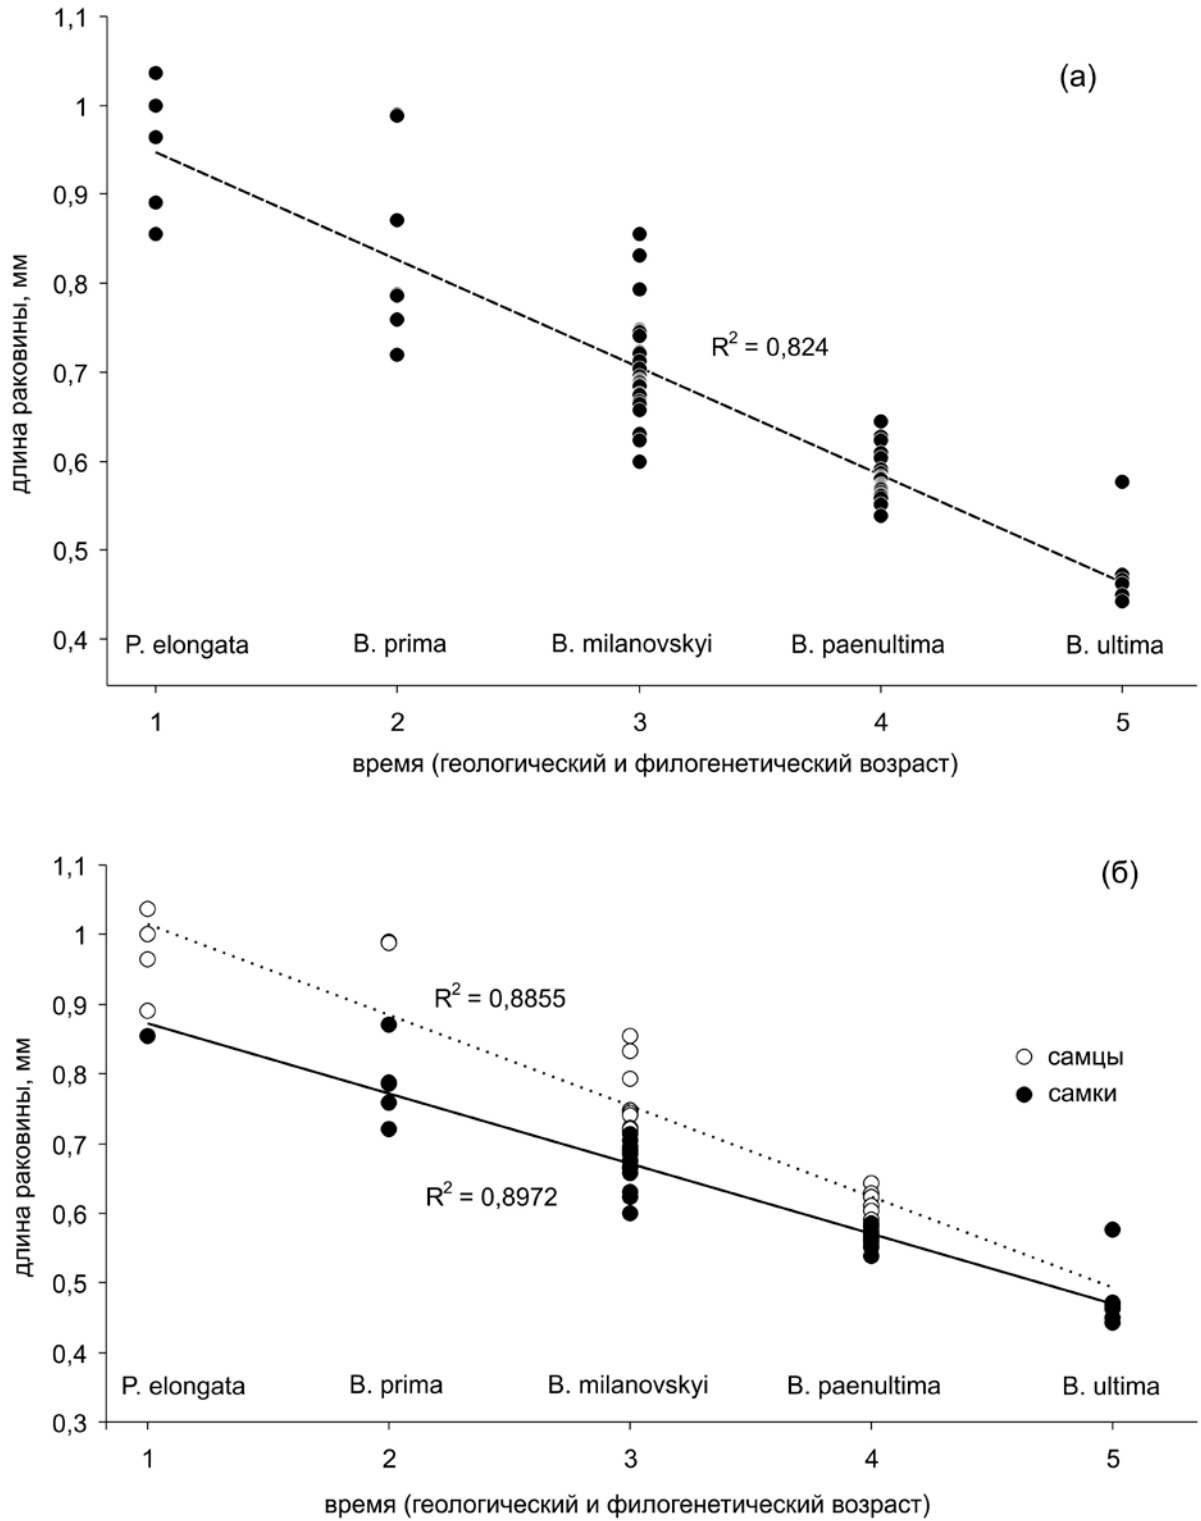 1,1
(а)
1
0,9
0,8
R² = 0,824
0,7
0,6
0,5
0,4
P. elongata B. prima B. milanovskyi B. paenultima B. ultima
1 2 3 4 5
длина раковины, мм
время (геологический и филогенетический возраст)
1,1
(б)
1
R² = 0,8855
0,9
самцы
самки
0,8
0,7
R² = 0,8972
0,6
0,5
0,4
P. elongata B. prima B. milanovskyi B. paenultima B. ultima
0,3
1 2 3 4 5
длина раковины, мм
время (геологический и филогенетический возраст)